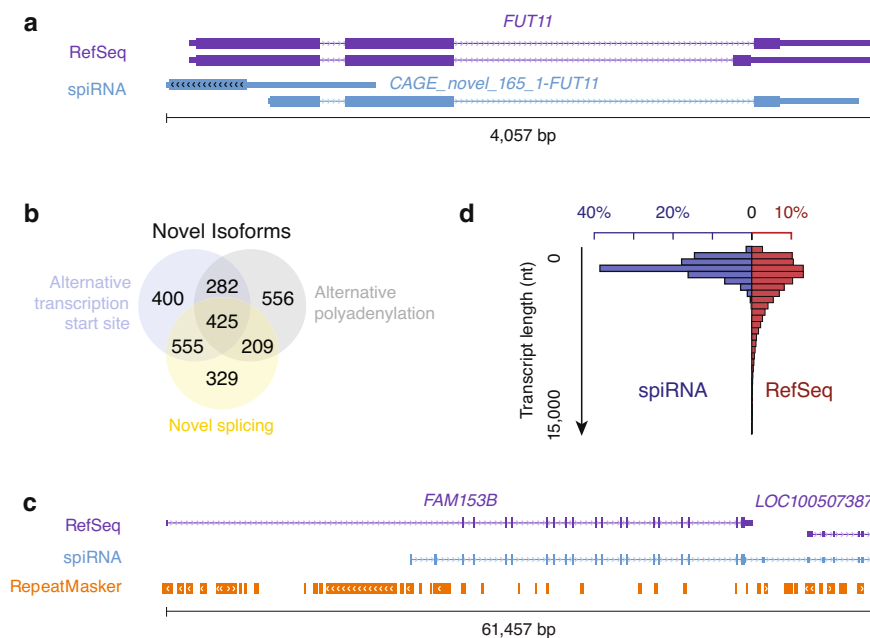 a
FUT11
RefSeq
spiRNA
CAGE_novel_165_1-FUT11
4,057 bp
b
Novel Isoforms
Alternative
transcription
start site
400
282
556
Alternative
polyadenylation
425
555
209
329
Novel splicing
d
40%
20%
0
10%
0
Transcript length (nt)
15,000
spiRNA
RefSeq
c
FAM153B
LOC100507387
RefSeq
spiRNA
RepeatMasker
61,457 bp